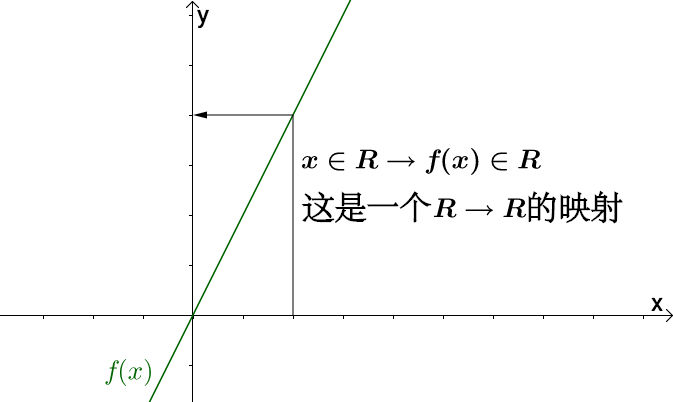 y
x ∈ R → f(x) ∈ R
这是一个R → R的映射
x
f(x)